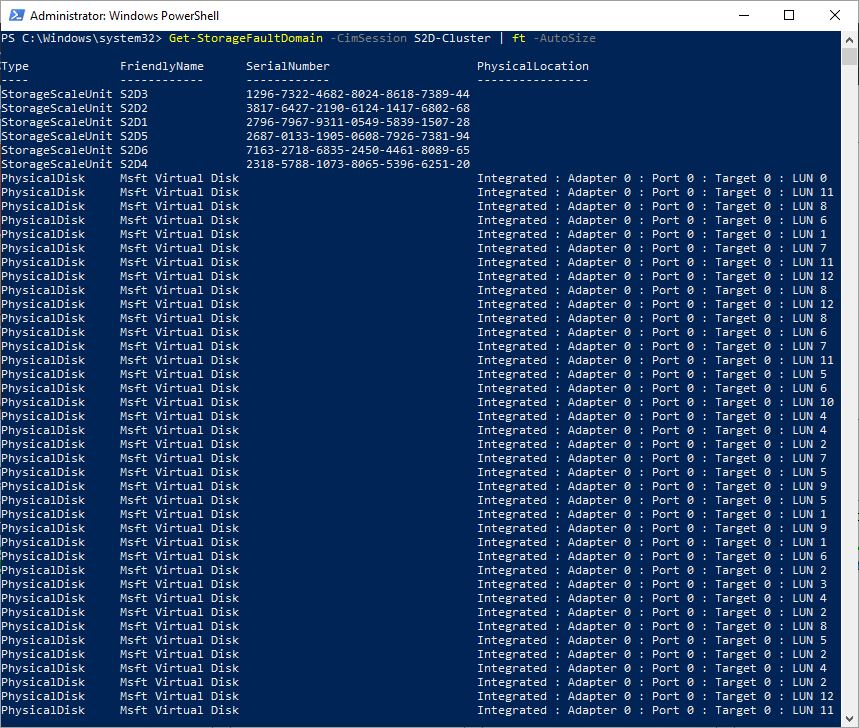 Administrator: Windows PowerShell
PS C:\Windows\system32> Get-StorageFaultDomain -CimSession S2D-Cluster | ft -AutoSize
Type FriendlyName SerialNumber PhysicalLocation
---- ------------ ------------ ----------------
StorageScaleUnit S2D3 1296-7322-4682-8024-8618-7389-44
StorageScaleUnit S2D2 3817-6427-2190-6124-1417-6802-68
StorageScaleUnit S2D1 2796-7967-9311-0549-5839-1507-28
StorageScaleUnit S2D5 2687-0133-1905-0608-7926-7381-94
StorageScaleUnit S2D6 7163-2718-6835-2450-4461-8089-65
StorageScaleUnit S2D4 2318-5788-1073-8065-5396-6251-20
PhysicalDisk Msft Virtual Disk Integrated : Adapter 0 : Port 0 : Target 0 : LUN 0
PhysicalDisk Msft Virtual Disk Integrated : Adapter 0 : Port 0 : Target 0 : LUN 11
PhysicalDisk Msft Virtual Disk Integrated : Adapter 0 : Port 0 : Target 0 : LUN 8
PhysicalDisk Msft Virtual Disk Integrated : Adapter 0 : Port 0 : Target 0 : LUN 6
PhysicalDisk Msft Virtual Disk Integrated : Adapter 0 : Port 0 : Target 0 : LUN 1
PhysicalDisk Msft Virtual Disk Integrated : Adapter 0 : Port 0 : Target 0 : LUN 7
PhysicalDisk Msft Virtual Disk Integrated : Adapter 0 : Port 0 : Target 0 : LUN 11
PhysicalDisk Msft Virtual Disk Integrated : Adapter 0 : Port 0 : Target 0 : LUN 12
PhysicalDisk Msft Virtual Disk Integrated : Adapter 0 : Port 0 : Target 0 : LUN 8
PhysicalDisk Msft Virtual Disk Integrated : Adapter 0 : Port 0 : Target 0 : LUN 12
PhysicalDisk Msft Virtual Disk Integrated : Adapter 0 : Port 0 : Target 0 : LUN 8
PhysicalDisk Msft Virtual Disk Integrated : Adapter 0 : Port 0 : Target 0 : LUN 6
PhysicalDisk Msft Virtual Disk Integrated : Adapter 0 : Port 0 : Target 0 : LUN 7
PhysicalDisk Msft Virtual Disk Integrated : Adapter 0 : Port 0 : Target 0 : LUN 11
PhysicalDisk Msft Virtual Disk Integrated : Adapter 0 : Port 0 : Target 0 : LUN 5
PhysicalDisk Msft Virtual Disk Integrated : Adapter 0 : Port 0 : Target 0 : LUN 6
PhysicalDisk Msft Virtual Disk Integrated : Adapter 0 : Port 0 : Target 0 : LUN 10
PhysicalDisk Msft Virtual Disk Integrated : Adapter 0 : Port 0 : Target 0 : LUN 4
PhysicalDisk Msft Virtual Disk Integrated : Adapter 0 : Port 0 : Target 0 : LUN 4
PhysicalDisk Msft Virtual Disk Integrated : Adapter 0 : Port 0 : Target 0 : LUN 2
PhysicalDisk Msft Virtual Disk Integrated : Adapter 0 : Port 0 : Target 0 : LUN 7
PhysicalDisk Msft Virtual Disk Integrated : Adapter 0 : Port 0 : Target 0 : LUN 5
PhysicalDisk Msft Virtual Disk Integrated : Adapter 0 : Port 0 : Target 0 : LUN 9
PhysicalDisk Msft Virtual Disk Integrated : Adapter 0 : Port 0 : Target 0 : LUN 5
PhysicalDisk Msft Virtual Disk Integrated : Adapter 0 : Port 0 : Target 0 : LUN 1
PhysicalDisk Msft Virtual Disk Integrated : Adapter 0 : Port 0 : Target 0 : LUN 9
PhysicalDisk Msft Virtual Disk Integrated : Adapter 0 : Port 0 : Target 0 : LUN 1
PhysicalDisk Msft Virtual Disk Integrated : Adapter 0 : Port 0 : Target 0 : LUN 6
PhysicalDisk Msft Virtual Disk Integrated : Adapter 0 : Port 0 : Target 0 : LUN 2
PhysicalDisk Msft Virtual Disk Integrated : Adapter 0 : Port 0 : Target 0 : LUN 3
PhysicalDisk Msft Virtual Disk Integrated : Adapter 0 : Port 0 : Target 0 : LUN 4
PhysicalDisk Msft Virtual Disk Integrated : Adapter 0 : Port 0 : Target 0 : LUN 2
PhysicalDisk Msft Virtual Disk Integrated : Adapter 0 : Port 0 : Target 0 : LUN 8
PhysicalDisk Msft Virtual Disk Integrated : Adapter 0 : Port 0 : Target 0 : LUN 5
PhysicalDisk Msft Virtual Disk Integrated : Adapter 0 : Port 0 : Target 0 : LUN 2
PhysicalDisk Msft Virtual Disk Integrated : Adapter 0 : Port 0 : Target 0 : LUN 4
PhysicalDisk Msft Virtual Disk Integrated : Adapter 0 : Port 0 : Target 0 : LUN 2
PhysicalDisk Msft Virtual Disk Integrated : Adapter 0 : Port 0 : Target 0 : LUN 12
PhysicalDisk Msft Virtual Disk Integrated : Adapter 0 : Port 0 : Target 0 : LUN 11